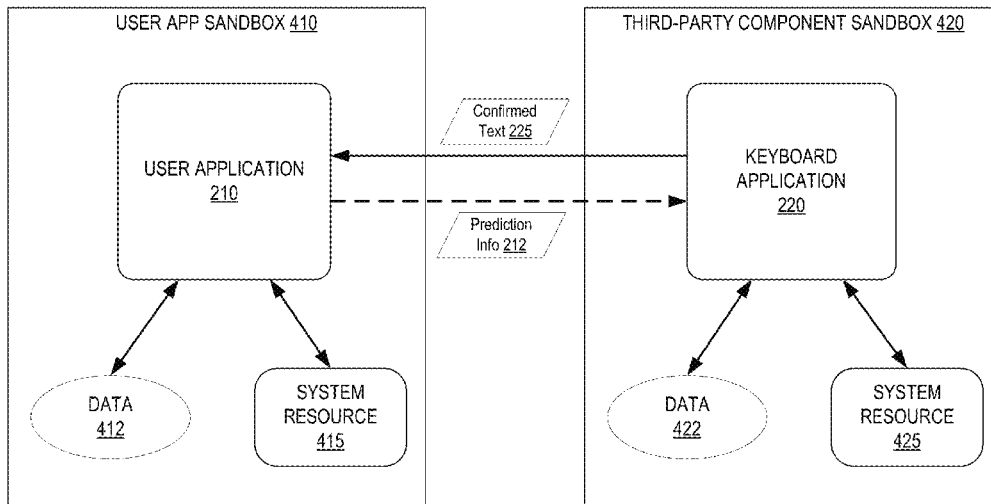 USER APP SANDBOX 410
THIRD-PARTY COMPONENT SANDBOX 420
Confirmed
Text 225
USER APPLICATION
210
KEYBOARD
APPLICATION
220
Prediction
Info 212
DATA
412
SYSTEM
RESOURCE
415
DATA
422
SYSTEM
RESOURCE
425